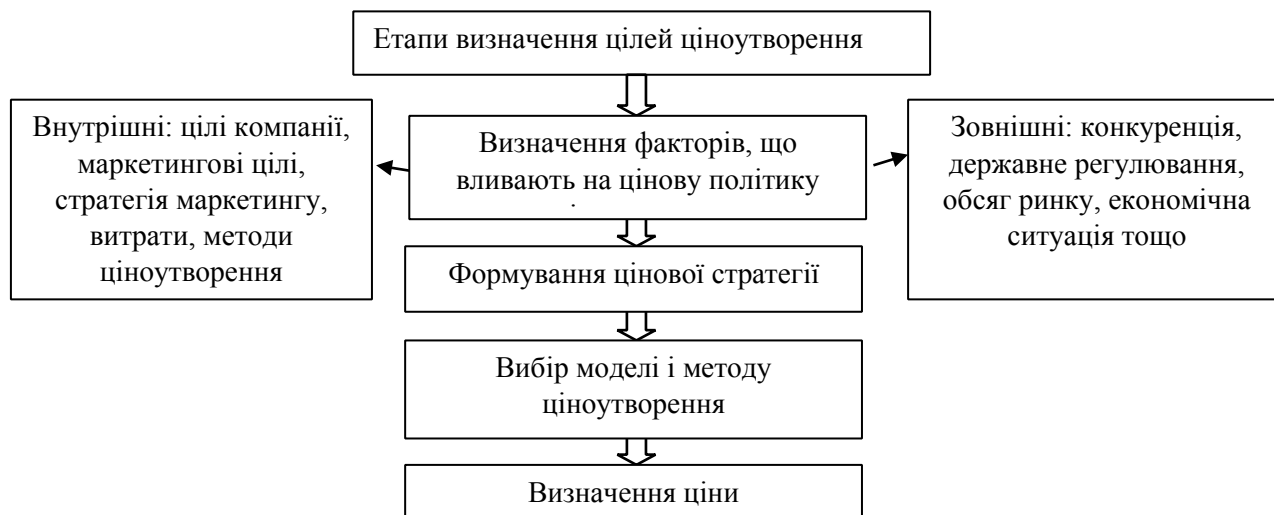 Етапи визначення цілей ціноутворення
Внутрішні: цілі компанії,
маркетингові цілі,
стратегія маркетингу,
витрати, методи
ціноутворення
Визначення факторів, що
вливають на цінову політику
Зовнішні: конкуренція,
державне регулювання,
обсяг ринку, економічна
ситуація тощо
Формування цінової стратегії
Вибір моделі і методу
ціноутворення
Визначення ціни